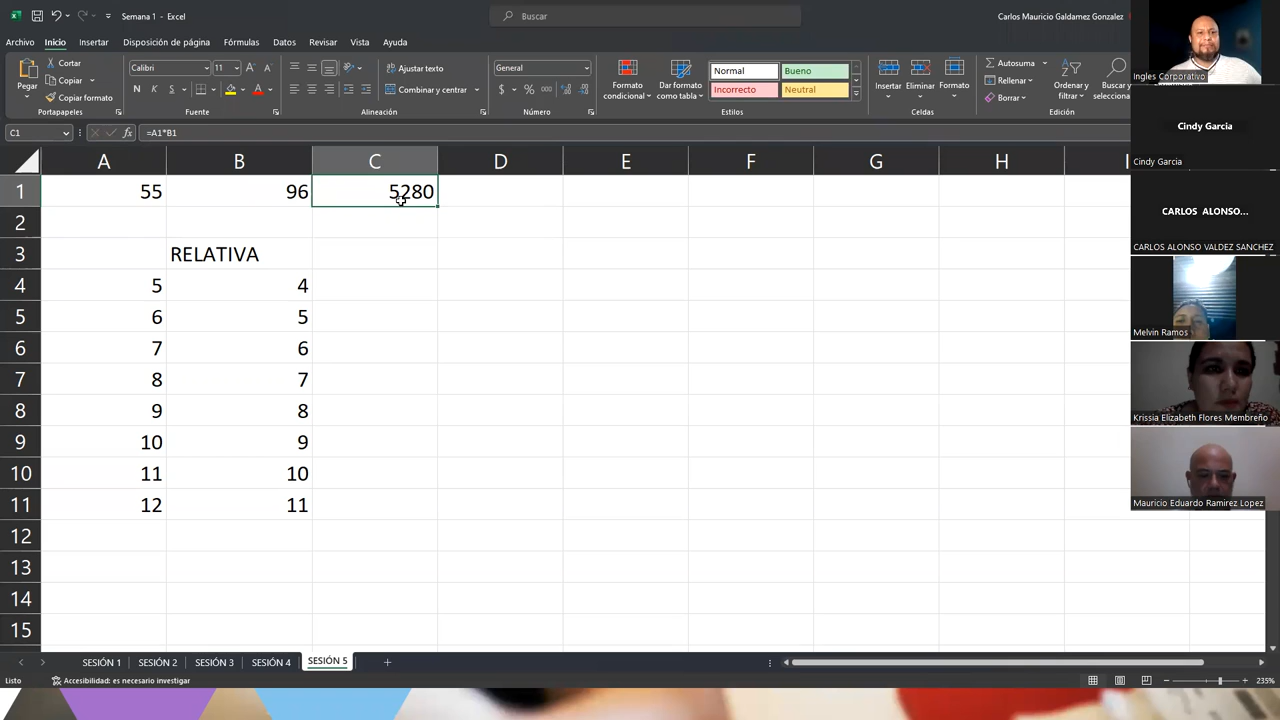 Semana 1 - Excel
Buscar
Carlos Mauricio Galdamez Gonzalez
Archivo Inicio Insertar Disposición de página Fórmulas Datos Revisar Vista Ayuda
Pegar
Cortar
Copiar
Copiar formato
Portapapeles
Calibri 11
N K S
Fuente
Ajustar texto
Combinar y centrar
Alineación
General
$ % 000
Número
Formato condicional
Dar formato como tabla
Normal Bueno
Incorrecto Neutral
Estilos
Insertar Eliminar Formato
Celdas
Autosuma
Rellenar
Borrar
Ordenar y filtrar
Buscar y selecciona
Edición
C1 fx =A1*B1
A B C D E F G H I
1 55 96 5280
2
3 RELATIVA
4 5 4
5 6 5
6 7 6
7 8 7
8 9 8
9 10 9
10 11 10
11 12 11
12
13
14
15
SESIÓN 1 SESIÓN 2 SESIÓN 3 SESIÓN 4 SESIÓN 5
Listo Accesibilidad: es necesario investigar 235%
Ingles Corporativo
Cindy Garcia
Cindy Garcia
CARLOS ALONSO...
CARLOS ALONSO VALDEZ SANCHEZ
Melvin Ramos
Krissia Elizabeth Flores Membreño
Mauricio Eduardo Ramirez Lopez